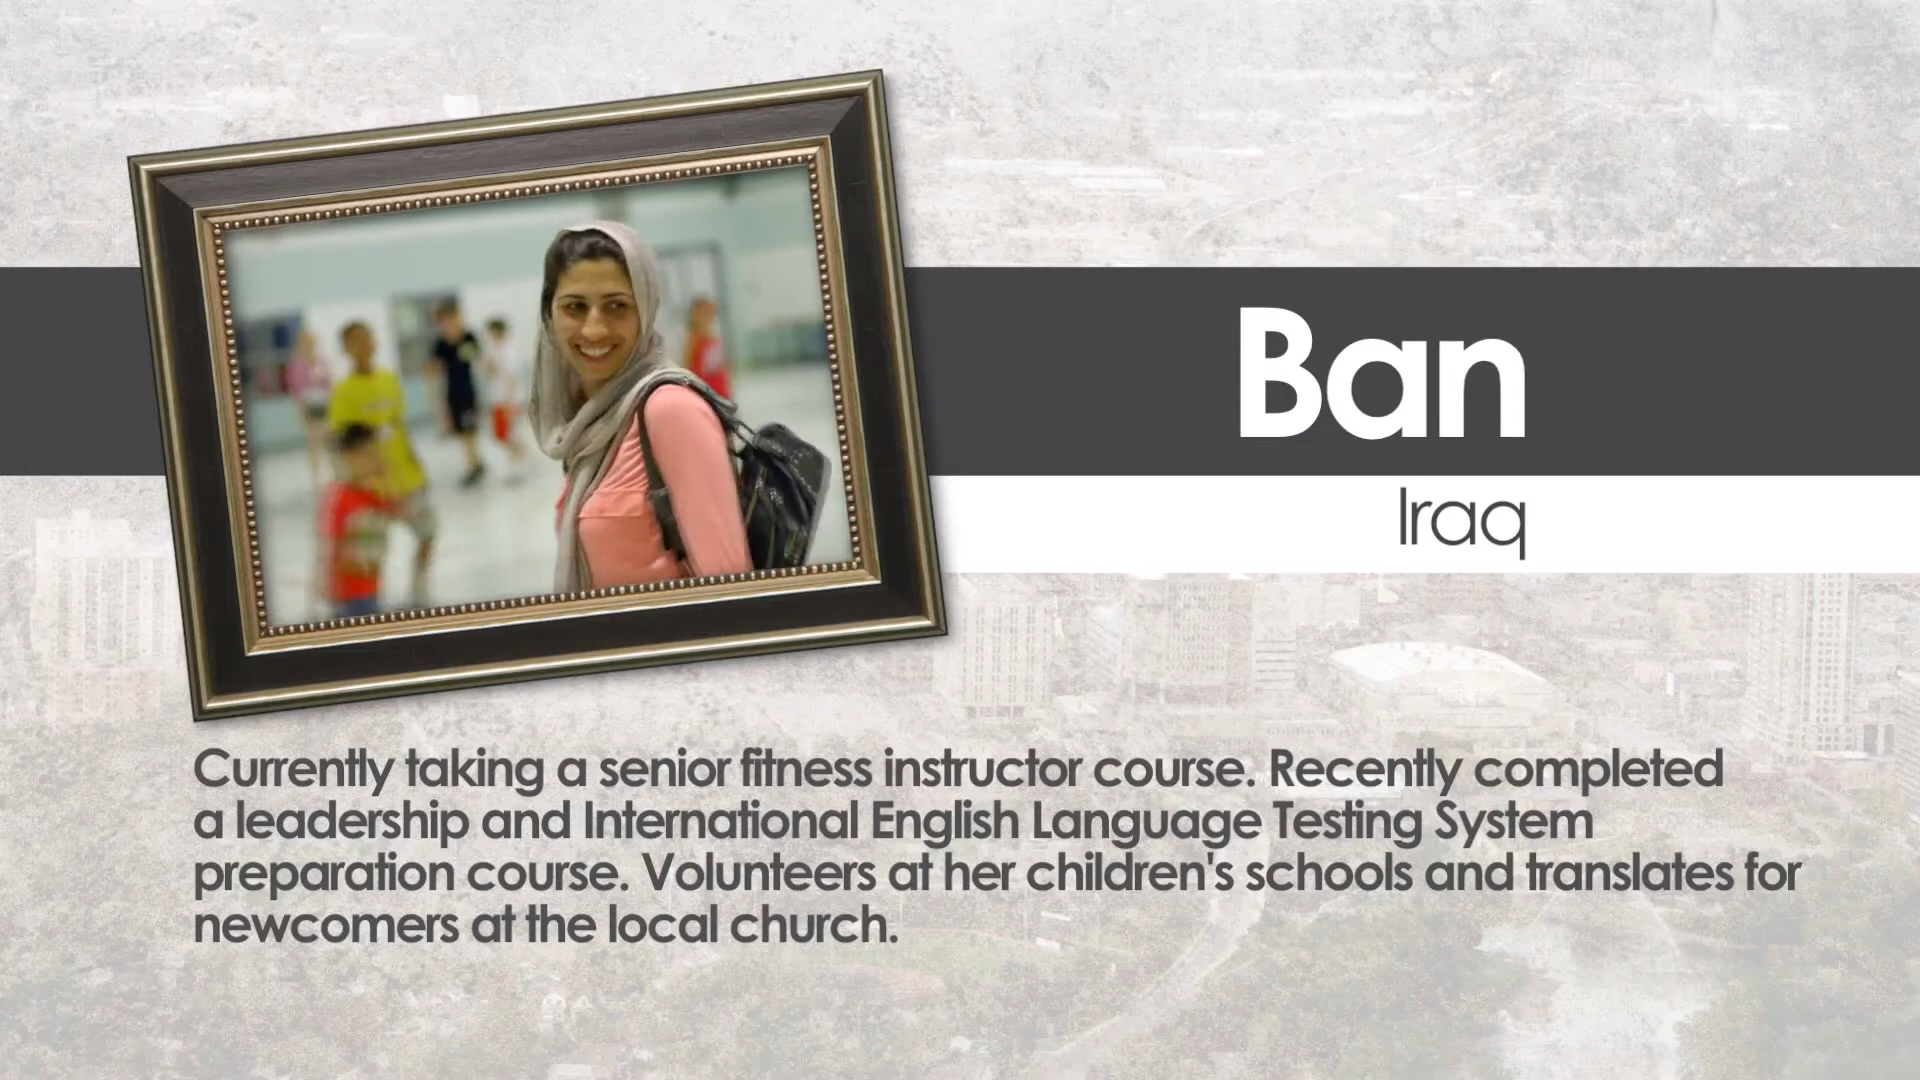 Ban
Iraq
Currently taking a senior fitness instructor course. Recently completed
a leadership and International English Language Testing System
preparation course. Volunteers at her children's schools and translates for
newcomers at the local church.